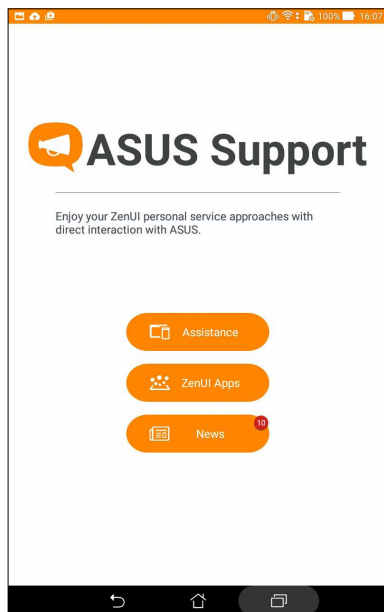 100% 16:07
ASUS Support
Enjoy your ZenUI personal service approaches with
direct interaction with ASUS.
Assistance
ZenUI Apps
10
News